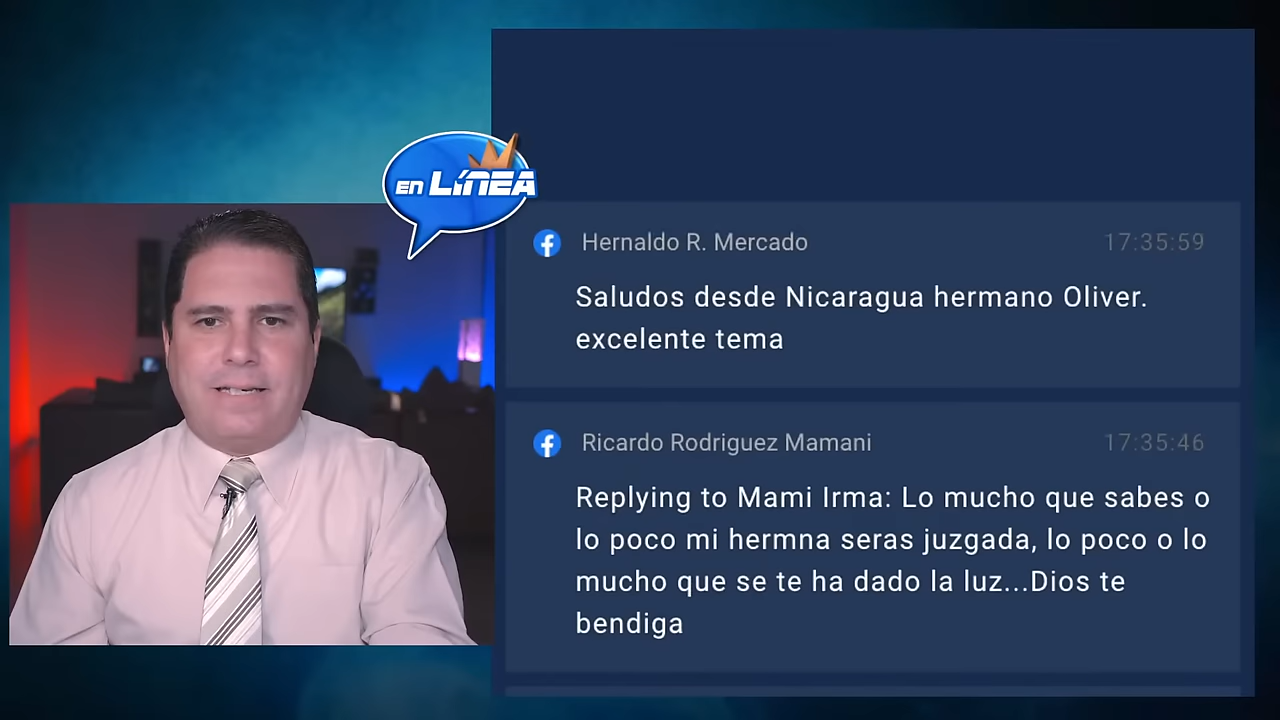 en LíNEA
Hernaldo R. Mercado 17:35:59
Saludos desde Nicaragua hermano Oliver.
excelente tema
Ricardo Rodriguez Mamani 17:35:46
Replying to Mami Irma: Lo mucho que sabes o
lo poco mi hermna seras juzgada, lo poco o lo
mucho que se te ha dado la luz...Dios te
bendiga